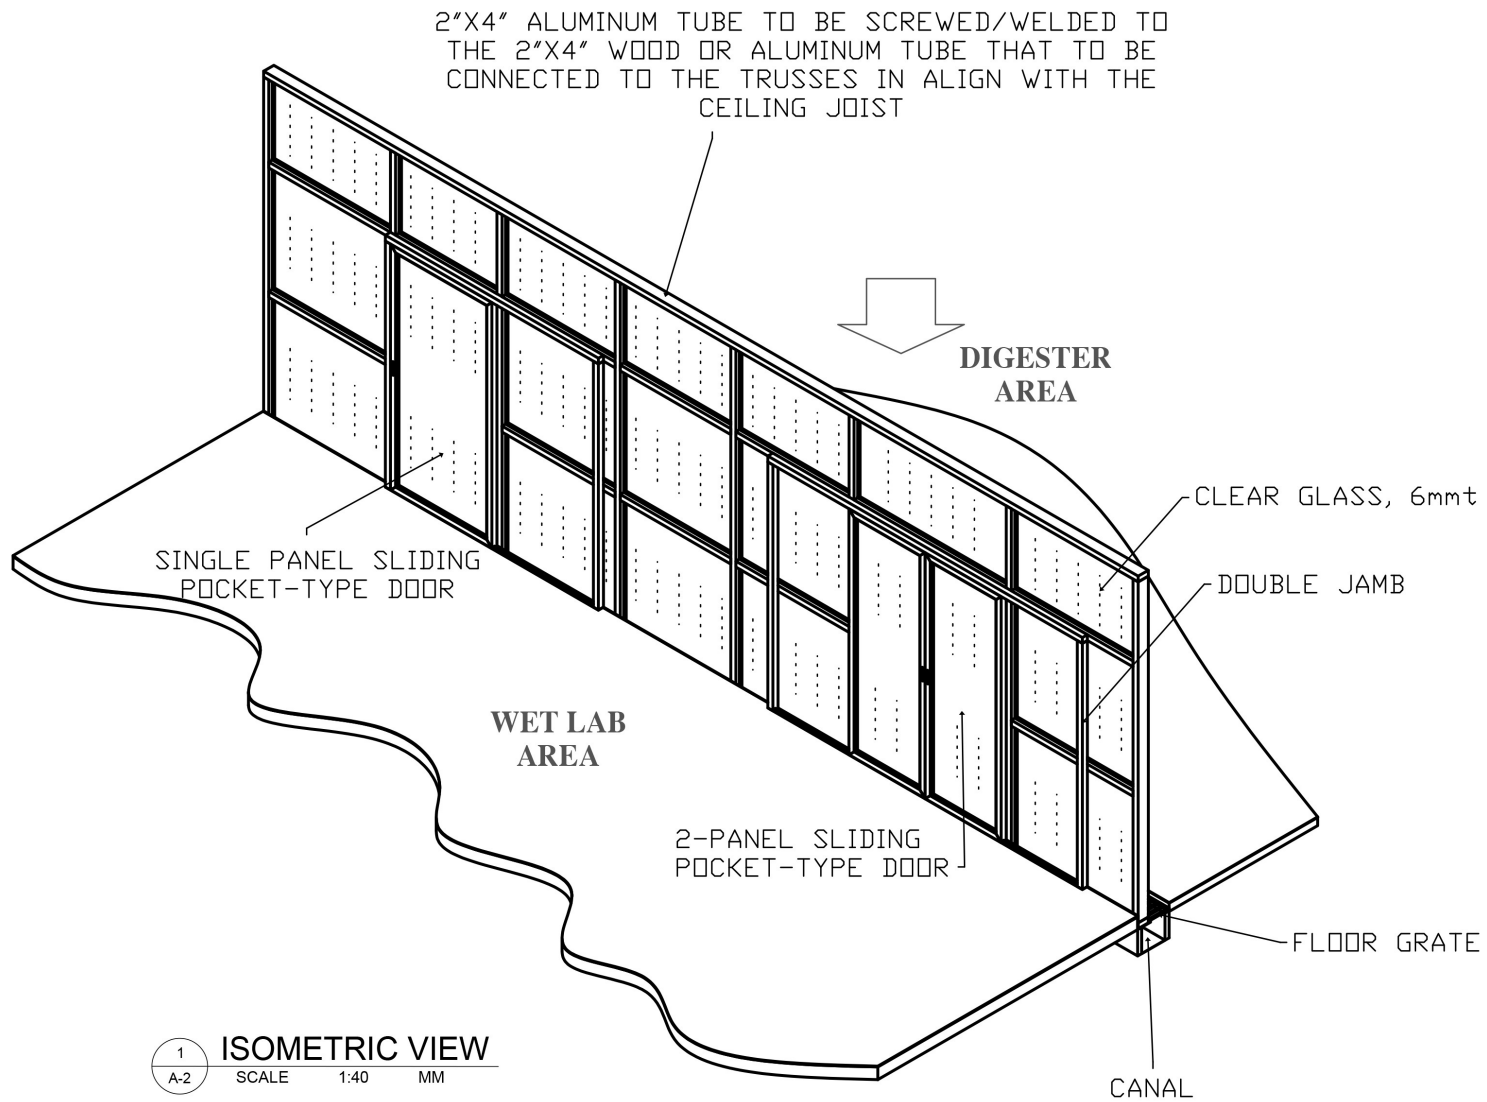 2"X4" ALUMINUM TUBE TO BE SCREWED/WELDED TO
THE 2"X4" WOOD OR ALUMINUM TUBE THAT TO BE
CONNECTED TO THE TRUSSES IN ALIGN WITH THE
CEILING JOIST
DIGESTER
AREA
CLEAR GLASS, 6mmt
DOUBLE JAMB
SINGLE PANEL SLIDING
POCKET-TYPE DOOR
WET LAB
AREA
2-PANEL SLIDING
POCKET-TYPE DOOR
FLOOR GRATE
CANAL
1
A-2
ISOMETRIC VIEW
SCALE 1:40 MM